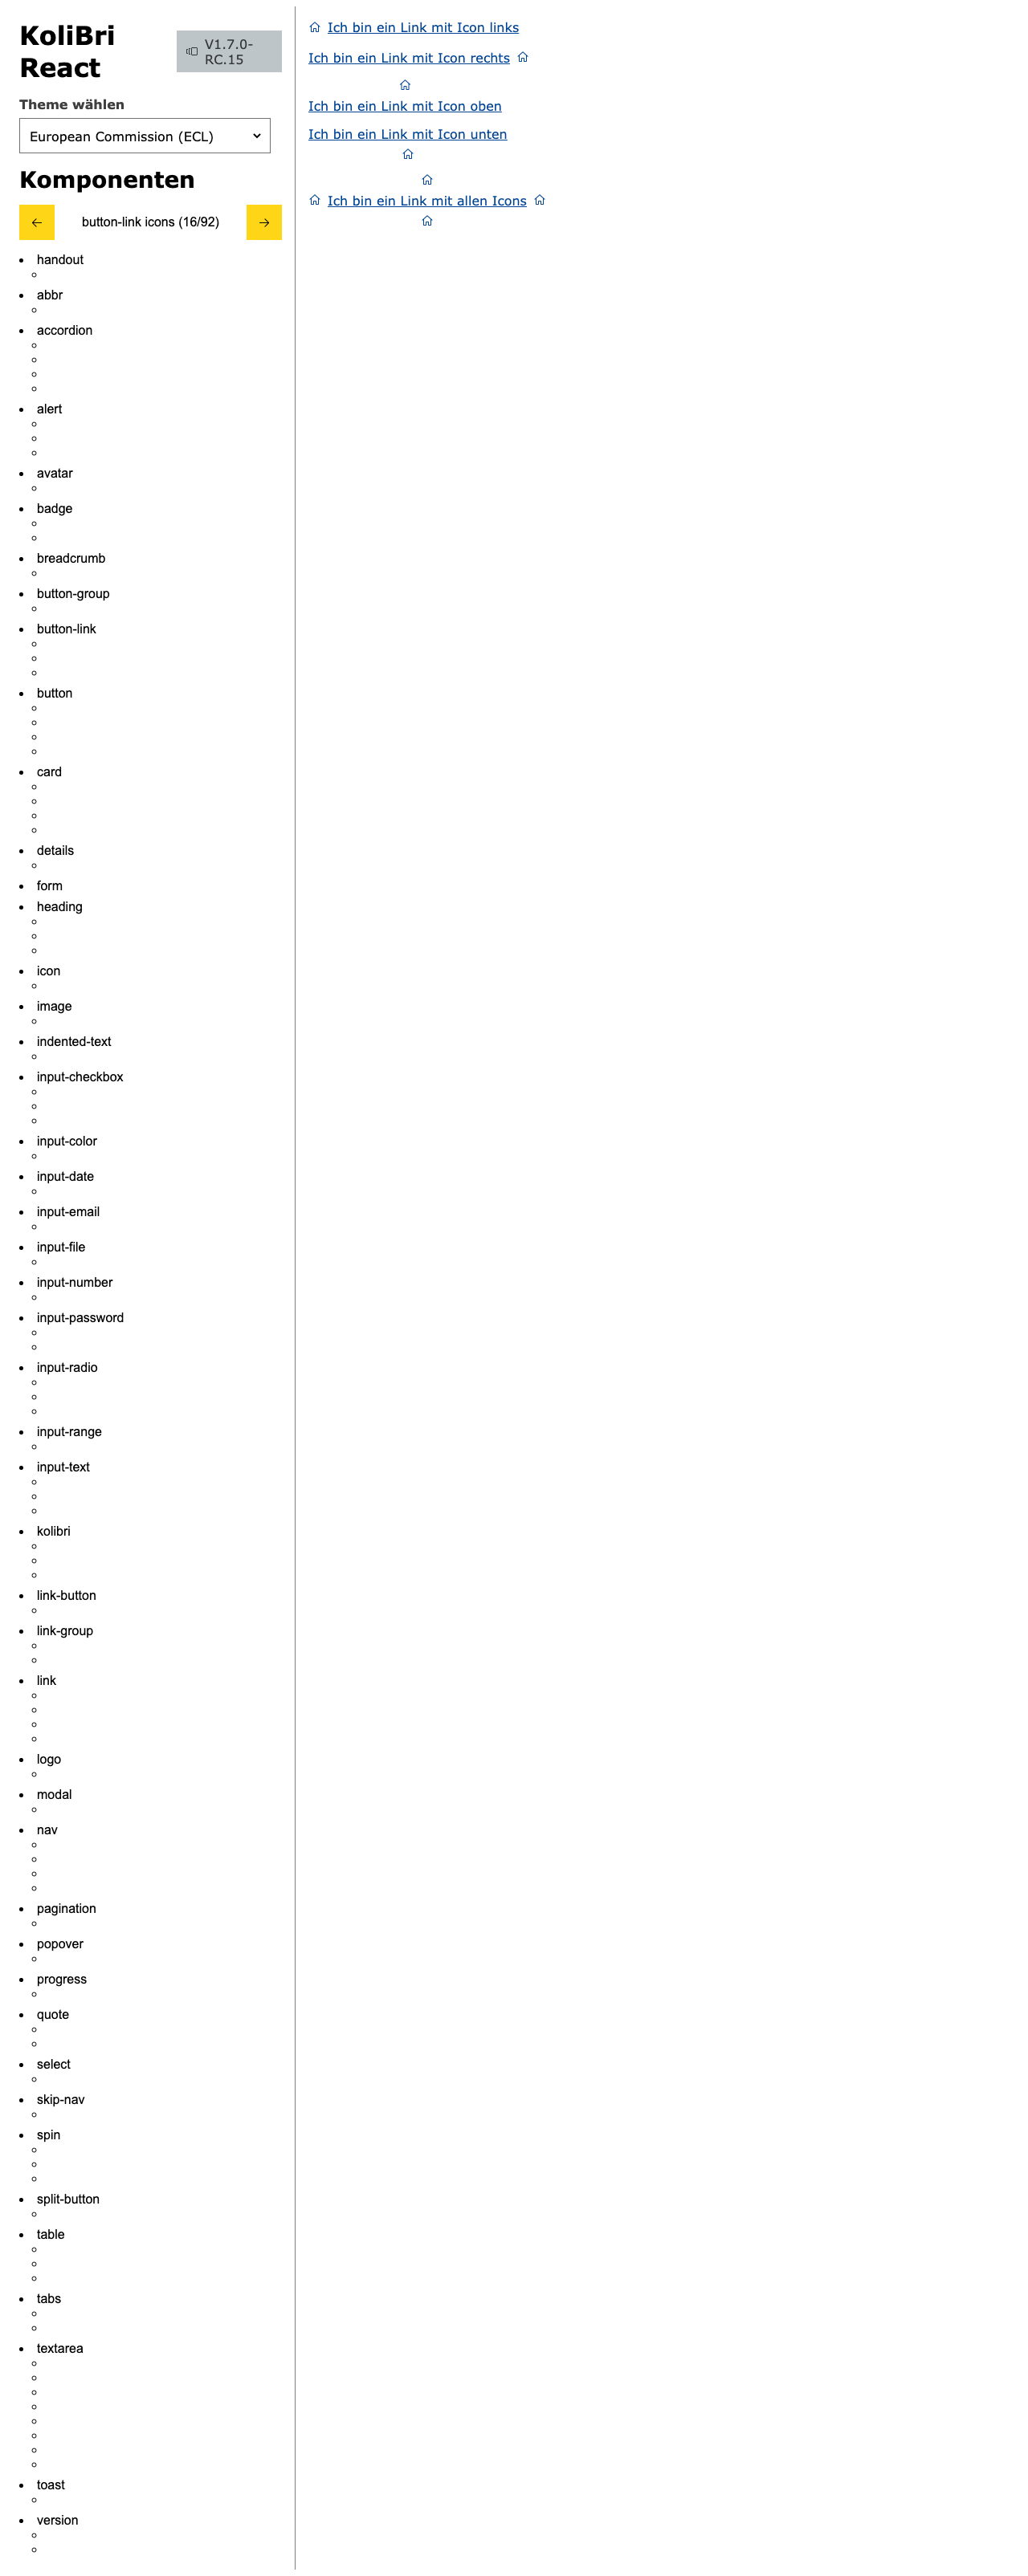 KoliBri
React
V1.7.0-
RC.15
Theme wählen
European Commission (ECL)
Komponenten
button-link icons (16/92)
handout
abbr
accordion
alert
avatar
badge
breadcrumb
button-group
button-link
button
card
details
form
heading
icon
image
indented-text
input-checkbox
input-color
input-date
input-email
input-file
input-number
input-password
input-radio
input-range
input-text
kolibri
link-button
link-group
link
logo
modal
nav
pagination
popover
progress
quote
select
skip-nav
spin
split-button
table
tabs
textarea
toast
version
Ich bin ein Link mit Icon links
Ich bin ein Link mit Icon rechts
Ich bin ein Link mit Icon oben
Ich bin ein Link mit Icon unten
Ich bin ein Link mit allen Icons